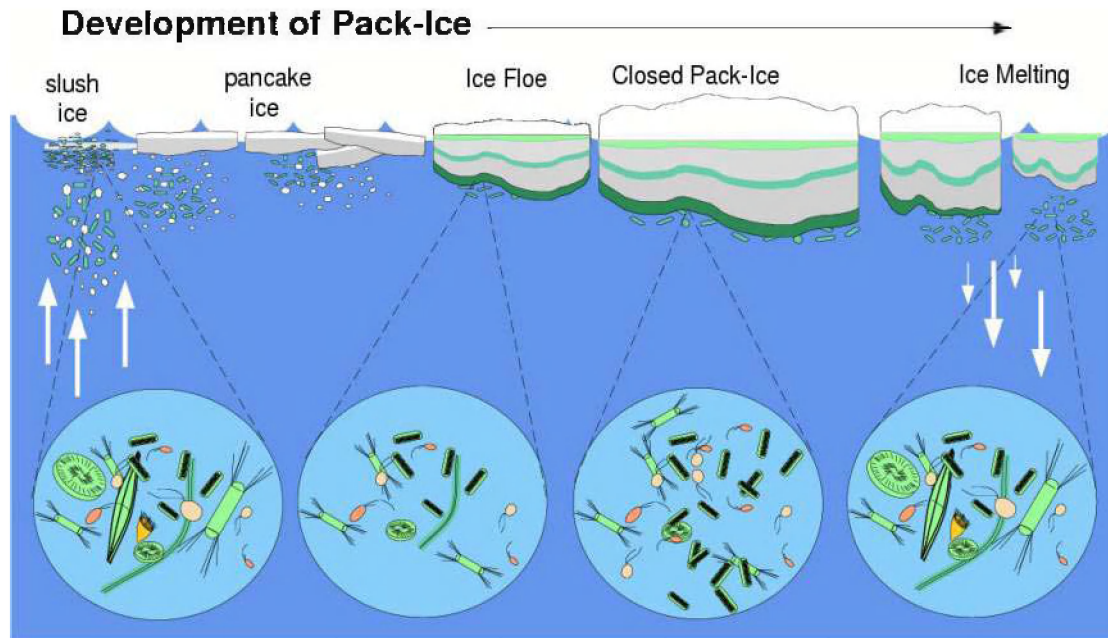 Development of Pack-Ice
slush
ice
pancake
ice
Ice Floe
Closed Pack-Ice
Ice Melting